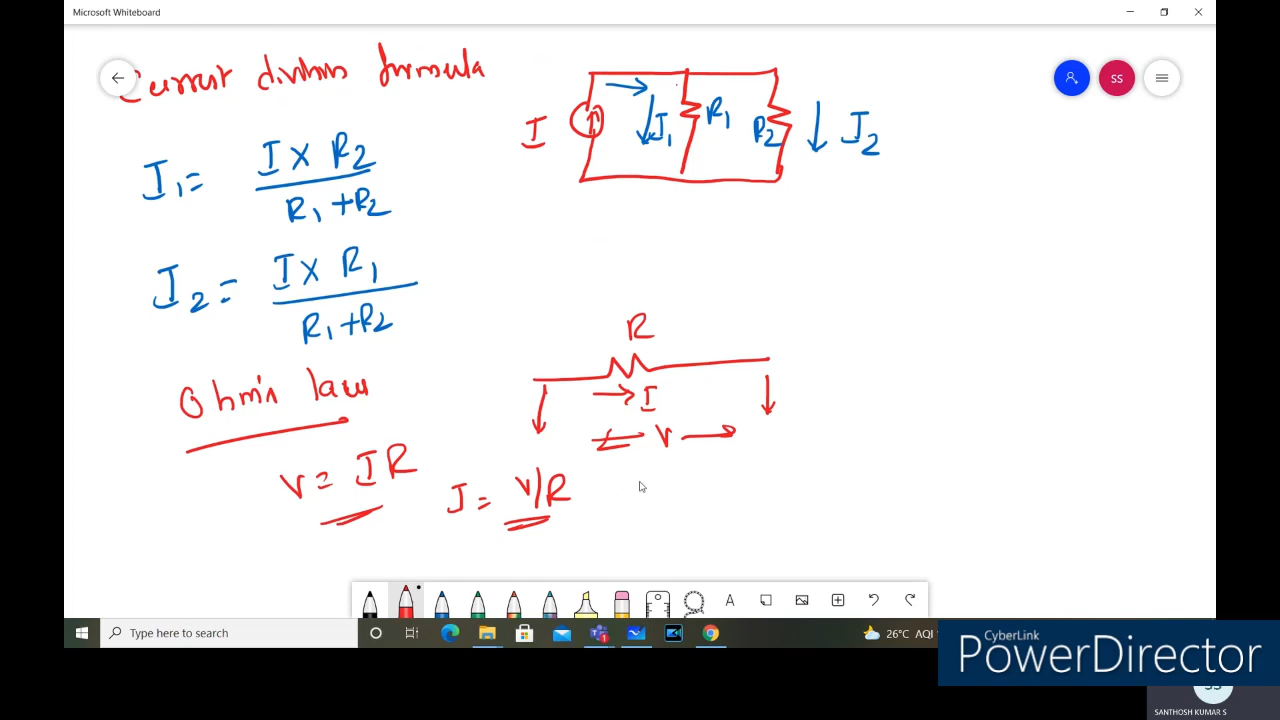 Microsoft Whiteboard
Current division formula
I
I1
R1
R2
I2
I1 = I X R2
R1 + R2
I2 = I X R1
R1 + R2
Ohm's law
V = IR
I = V/R
R
I
V
SS
A
Type here to search
26°C AQI
CyberLink
PowerDirector
SANTHOSH KUMAR S